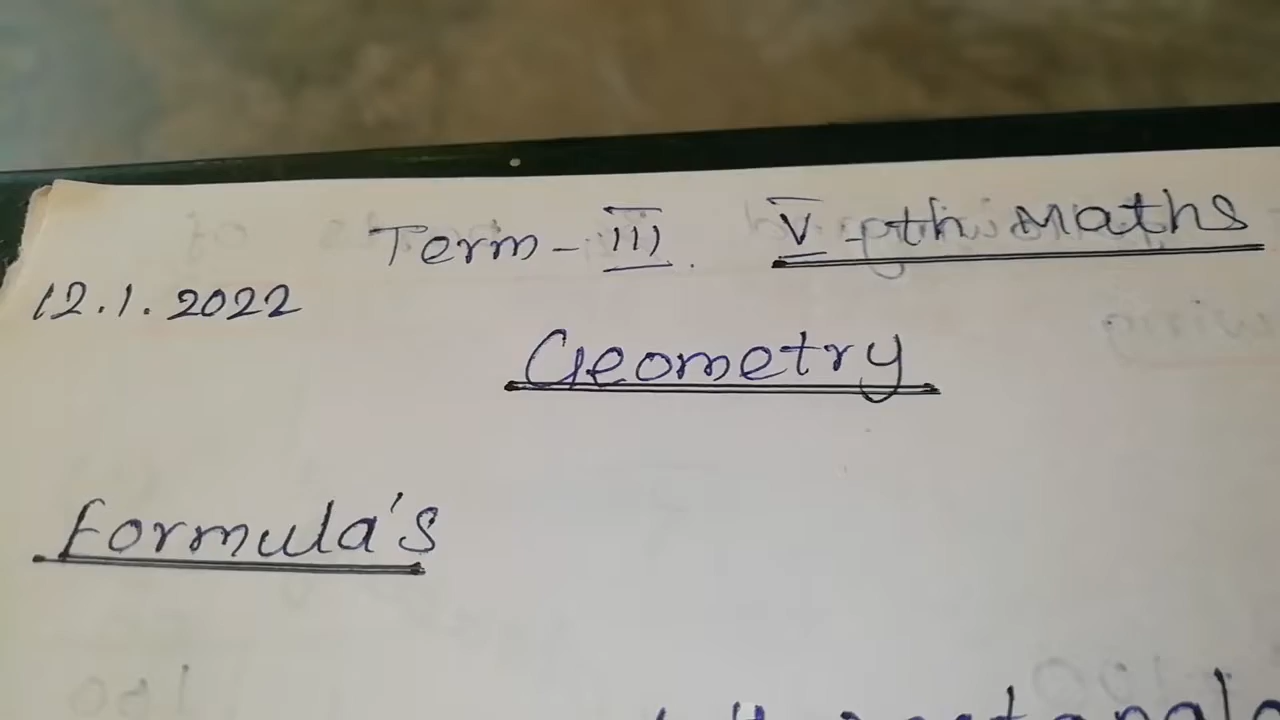 Term - III. V-th Maths
12.1.2022
Geometry
Formula's